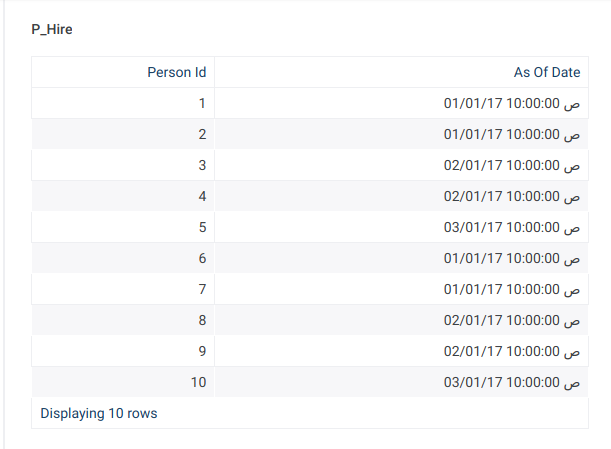 P_Hire
Person Id As Of Date
1 01/01/17 10:00:00 ص
2 01/01/17 10:00:00 ص
3 02/01/17 10:00:00 ص
4 02/01/17 10:00:00 ص
5 03/01/17 10:00:00 ص
6 01/01/17 10:00:00 ص
7 01/01/17 10:00:00 ص
8 02/01/17 10:00:00 ص
9 02/01/17 10:00:00 ص
10 03/01/17 10:00:00 ص
Displaying 10 rows